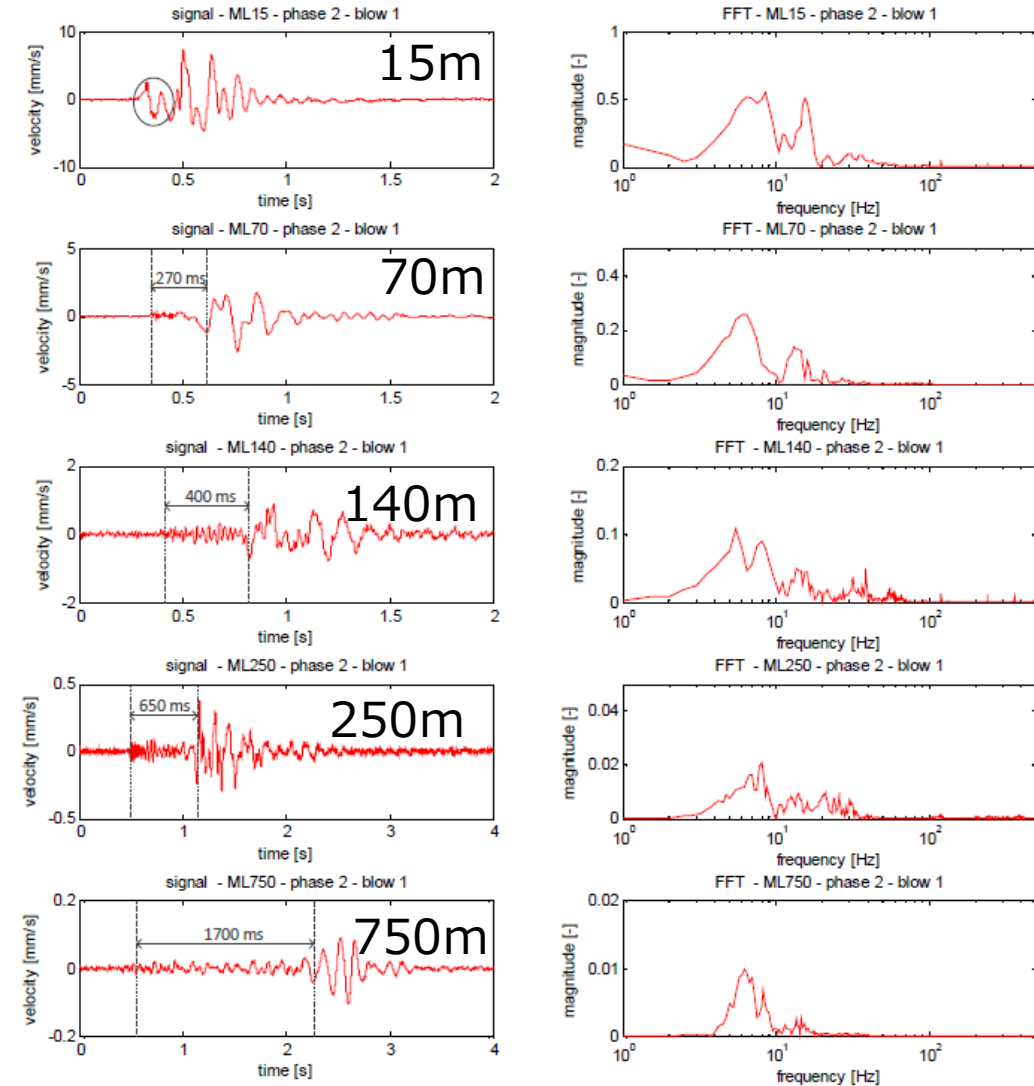 signal - ML15 - phase 2 - blow 1
10
0
-10
velocity [mm/s]
15m
0 0.5 1 1.5 2
time [s]
FFT - ML15 - phase 2 - blow 1
1
0.5
0
magnitude [-]
10^0 10^1 10^2
frequency [Hz]
signal - ML70 - phase 2 - blow 1
5
0
-5
velocity [mm/s]
270 ms
70m
0 0.5 1 1.5 2
time [s]
FFT - ML70 - phase 2 - blow 1
0.4
0.2
0
magnitude [-]
10^0 10^1 10^2
frequency [Hz]
signal - ML140 - phase 2 - blow 1
2
0
-2
velocity [mm/s]
400 ms
140m
0 0.5 1 1.5 2
time [s]
FFT - ML140 - phase 2 - blow 1
0.2
0.1
0
magnitude [-]
10^0 10^1 10^2
frequency [Hz]
signal - ML250 - phase 2 - blow 1
0.5
0
-0.5
velocity [mm/s]
650 ms
250m
0 1 2 3 4
time [s]
FFT - ML250 - phase 2 - blow 1
0.04
0.02
0
magnitude [-]
10^0 10^1 10^2
frequency [Hz]
signal - ML750 - phase 2 - blow 1
0.2
0
-0.2
velocity [mm/s]
1700 ms
750m
0 1 2 3 4
time [s]
FFT - ML750 - phase 2 - blow 1
0.02
0.01
0
magnitude [-]
10^0 10^1 10^2
frequency [Hz]